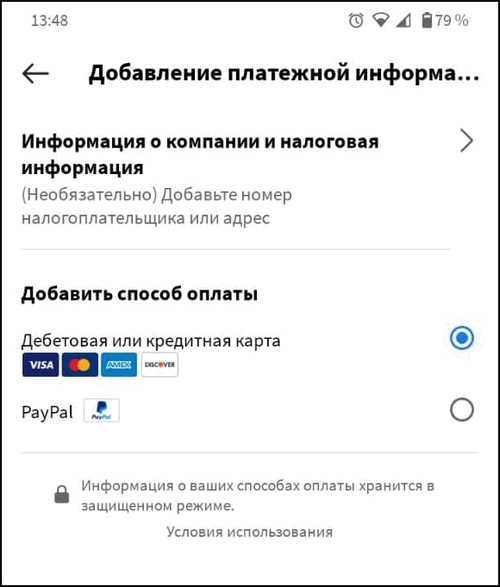 13:48 79 %
Добавление платежной информа...
Информация о компании и налоговая
информация
(Необязательно) Добавьте номер
налогоплательщика или адрес
Добавить способ оплаты
Дебетовая или кредитная карта
VISA AMEX DISCOVER
PayPal PayPal
Информация о ваших способах оплаты хранится в
защищенном режиме.
Условия использования